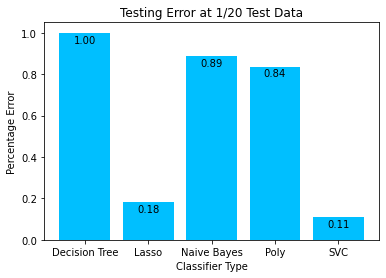 Testing Error at 1/20 Test Data
Percentage Error
1.0
0.8
0.6
0.4
0.2
0.0
1.00
0.18
0.89
0.84
0.11
Decision Tree
Lasso
Naive Bayes
Poly
SVC
Classifier Type